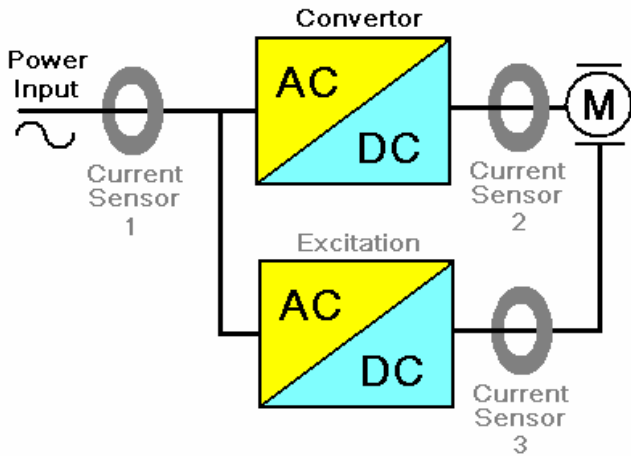 Convertor
Power
Input
AC
DC
M
Current
Sensor
1
Current
Sensor
2
Excitation
AC
DC
Current
Sensor
3